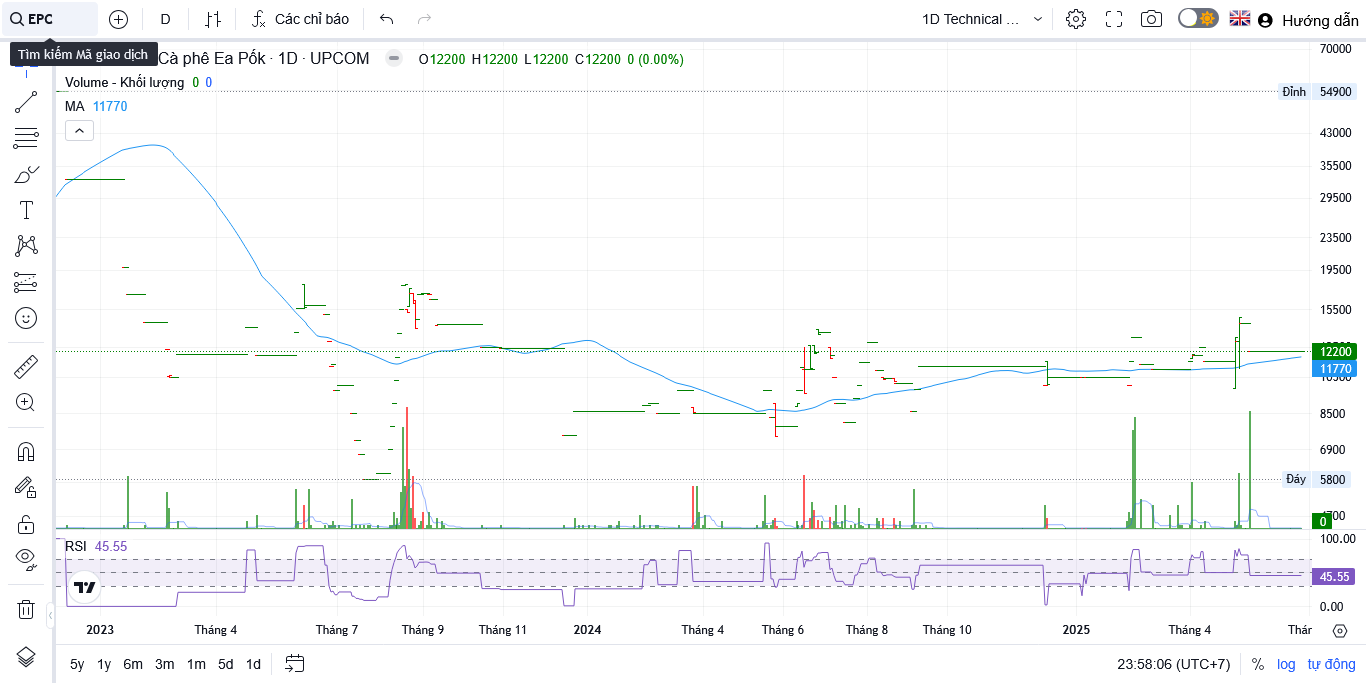 EPC
D
Các chỉ báo
1D Technical ...
Hướng dẫn
Tìm kiếm Mã giao dịch
Cà phê Ea Pốk · 1D · UPCOM
O12200 H12200 L12200 C12200 0 (0.00%)
Volume - Khối lượng 0 0
MA 11770
70000
Đỉnh 54900
43000
35500
29500
23500
19500
15500
12200
11770
8500
6900
Đáy 5800
0
RSI 45.55
100.00
45.55
0.00
2023 Tháng 4 Tháng 7 Tháng 9 Tháng 11 2024 Tháng 4 Tháng 6 Tháng 8 Tháng 10 2025 Tháng 4 Thár
5y 1y 6m 3m 1m 5d 1d
23:58:06 (UTC+7) % log tự động